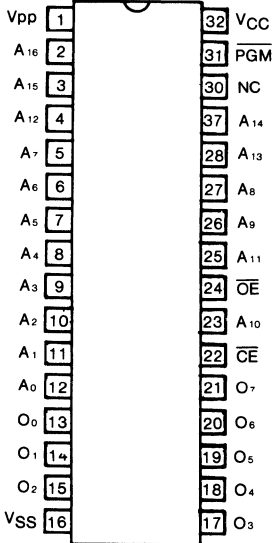 Vpp 1 32 VCC
A16 2 31 PGM
A15 3 30 NC
A12 4 37 A14
A7 5 28 A13
A6 6 27 A8
A5 7 26 A9
A4 8 25 A11
A3 9 24 OE
A2 10 23 A10
A1 11 22 CE
A0 12 21 O7
O0 13 20 O6
O1 14 19 O5
O2 15 18 O4
VSS 16 17 O3